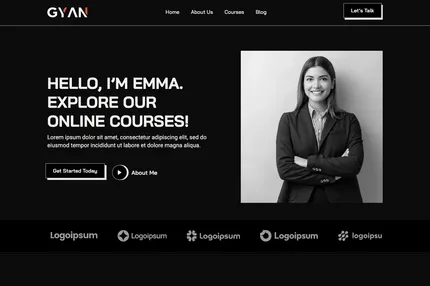 GYAN
Home About Us Courses Blog
Let's Talk
HELLO, I'M EMMA.
EXPLORE OUR
ONLINE COURSES!
Lorem ipsum dolor sit amet, consectetur adipiscing elit, sed do
eiusmod tempor incididunt ut labore et dolore magna aliqua.
Get Started Today
About Me
Logoipsum Logoipsum Logoipsum Logoipsum logoipsu